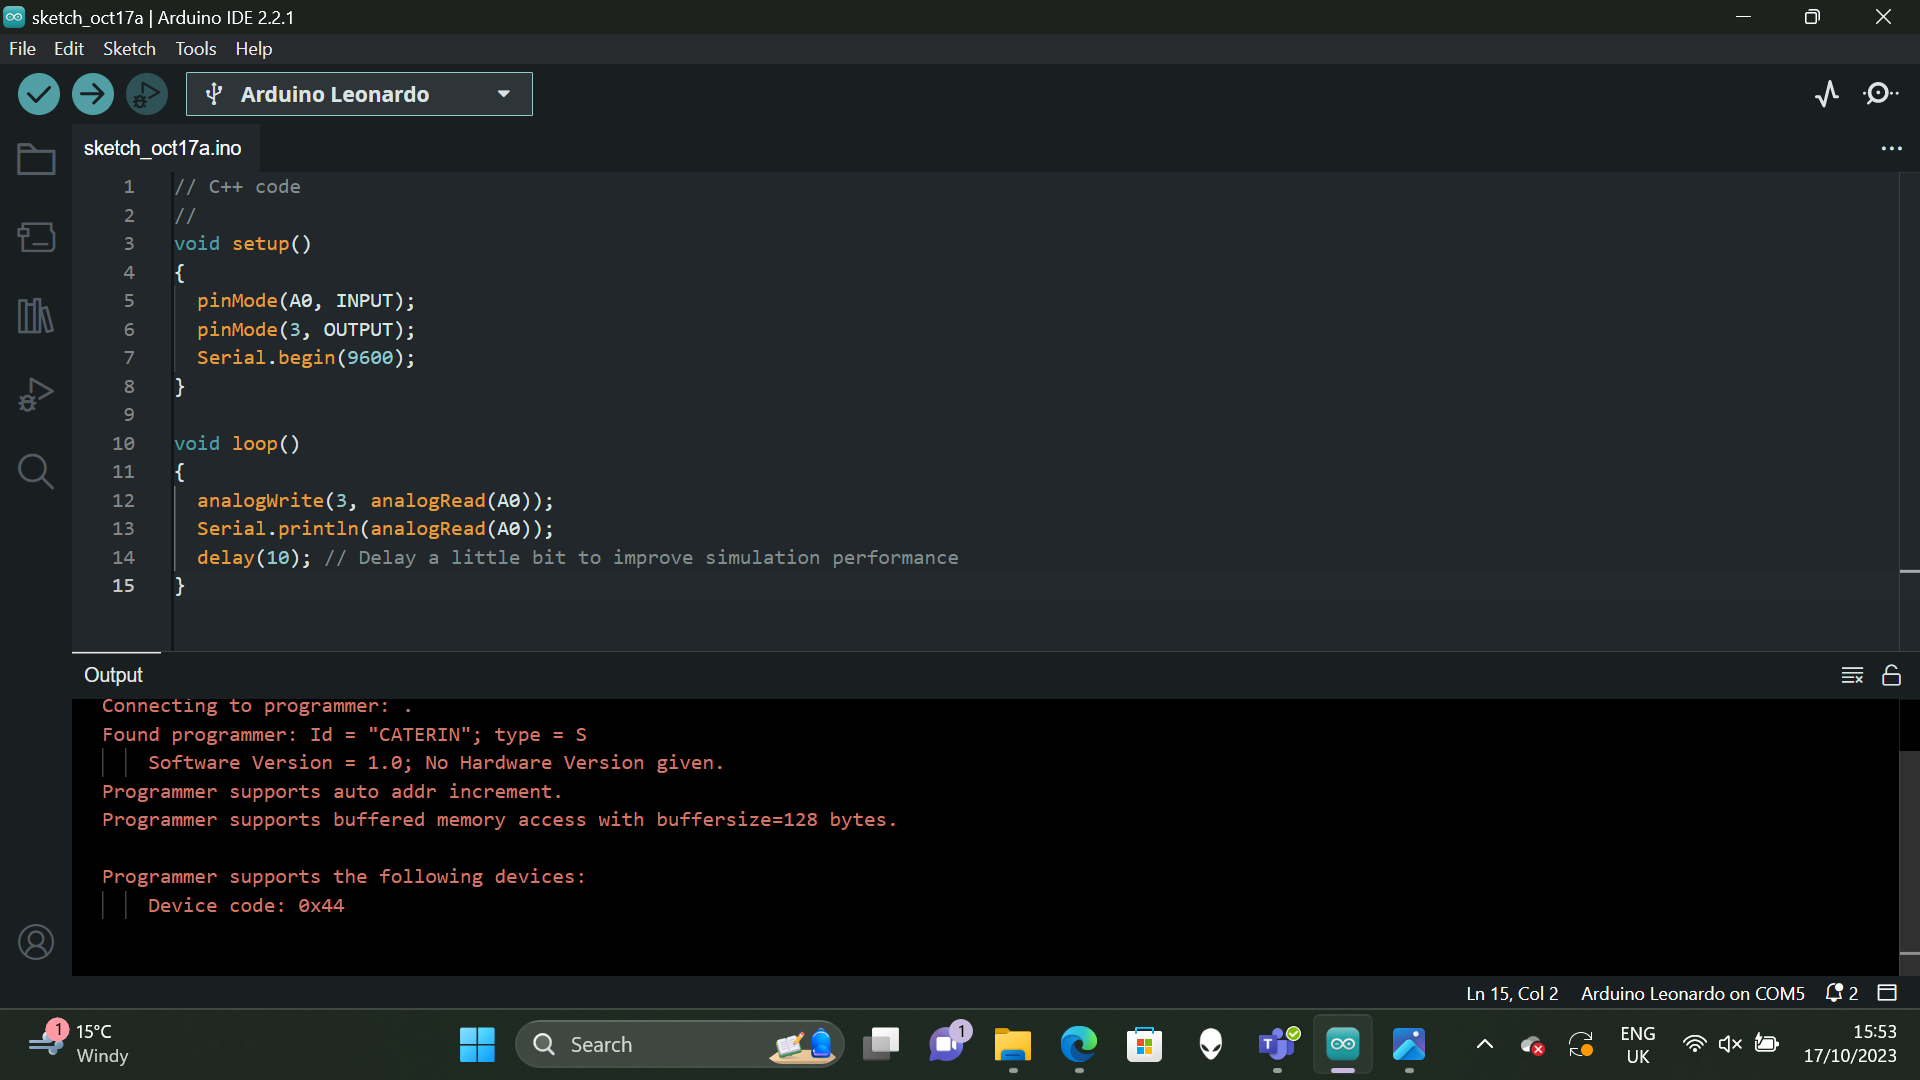 sketch_oct17a | Arduino IDE 2.2.1
File Edit Sketch Tools Help
Arduino Leonardo
sketch_oct17a.ino
1 // C++ code
2 //
3 void setup()
4 {
5 pinMode(A0, INPUT);
6 pinMode(3, OUTPUT);
7 Serial.begin(9600);
8 }
9
10 void loop()
11 {
12 analogWrite(3, analogRead(A0));
13 Serial.println(analogRead(A0));
14 delay(10); // Delay a little bit to improve simulation performance
15 }
Output
Connecting to programmer: .
Found programmer: Id = "CATERIN"; type = S
Software Version = 1.0; No Hardware Version given.
Programmer supports auto addr increment.
Programmer supports buffered memory access with buffersize=128 bytes.
Programmer supports the following devices:
Device code: 0x44
Ln 15, Col 2 Arduino Leonardo on COM5 2
1 15°C
Windy
Search
1
T
ENG
UK
15:53
17/10/2023